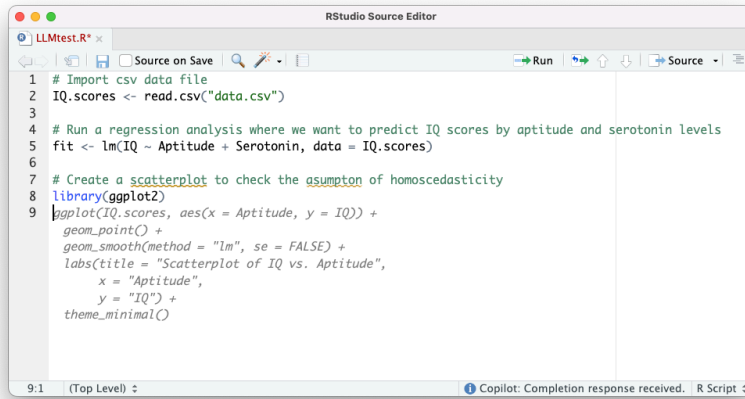 RStudio Source Editor
LLMtest.R*
Source on Save
Run
Source
1 # Import csv data file
2 IQ.scores <- read.csv("data.csv")
3
4 # Run a regression analysis where we want to predict IQ scores by aptitude and serotonin levels
5 fit <- lm(IQ ~ Aptitude + Serotonin, data = IQ.scores)
6
7 # Create a scatterplot to check the asumpton of homoscedasticity
8 library(ggplot2)
9 ggplot(IQ.scores, aes(x = Aptitude, y = IQ)) +
geom_point() +
geom_smooth(method = "lm", se = FALSE) +
labs(title = "Scatterplot of IQ vs. Aptitude",
x = "Aptitude",
y = "IQ") +
theme_minimal()
9:1 (Top Level) Copilot: Completion response received. R Script